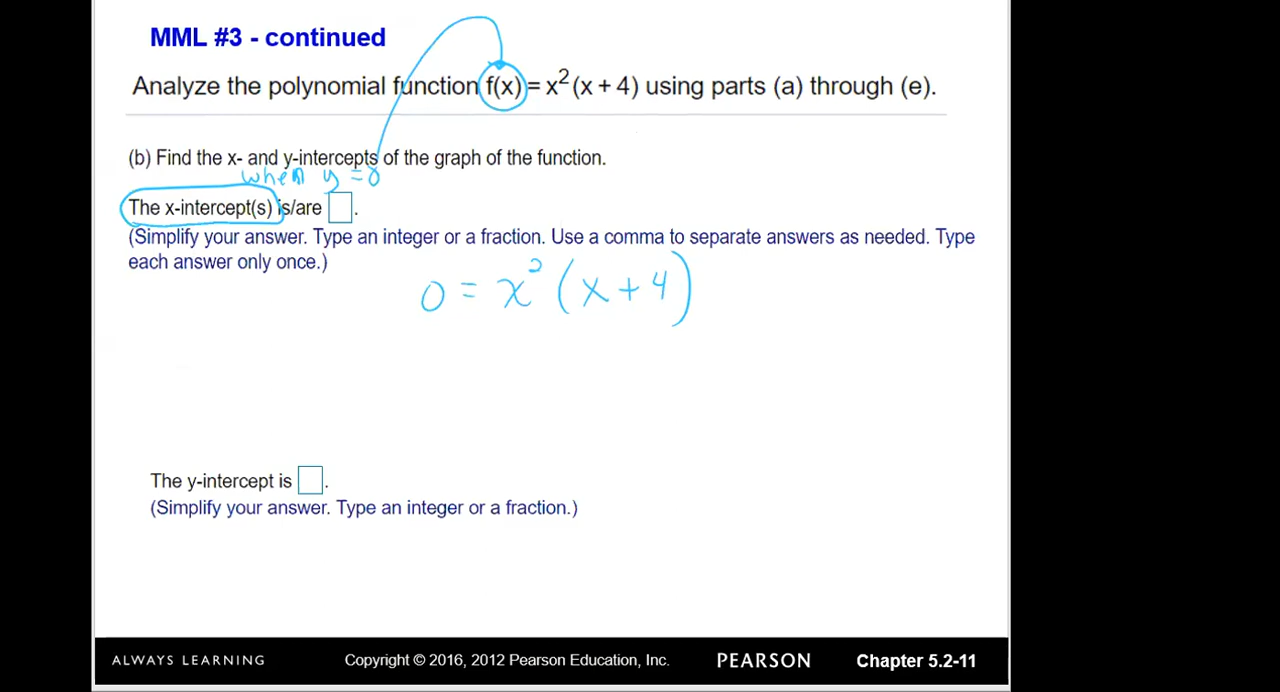 MML #3 - continued
Analyze the polynomial function f(x) = x²(x + 4) using parts (a) through (e).
(b) Find the x- and y-intercepts of the graph of the function.
when y = 0
The x-intercept(s) is/are .
(Simplify your answer. Type an integer or a fraction. Use a comma to separate answers as needed. Type
each answer only once.)
0 = x² (x + 4)
The y-intercept is .
(Simplify your answer. Type an integer or a fraction.)
ALWAYS LEARNING Copyright © 2016, 2012 Pearson Education, Inc. PEARSON Chapter 5.2-11